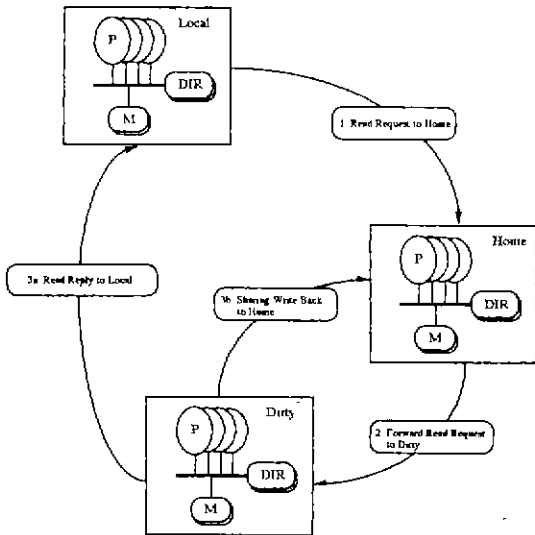 Local
P
DIR
M
1 Read Request to Home
Home
P
DIR
M
3a Read Reply to Local
3b Sharing Write Back
to Home
Dirty
P
DIR
M
2 Forward Read Request
to Dirty